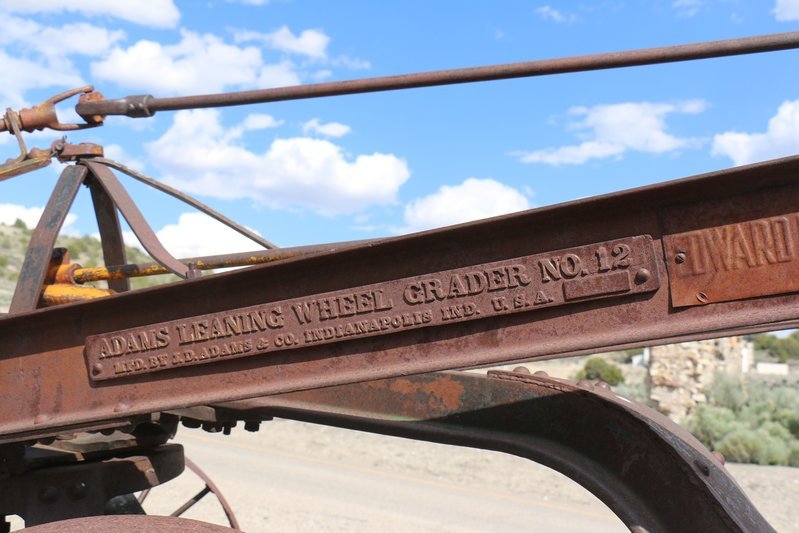 ADAMS LEANING WHEEL GRADER NO. 12
MFD. BY J.D. ADAMS & CO. INDIANAPOLIS IND. U.S.A.